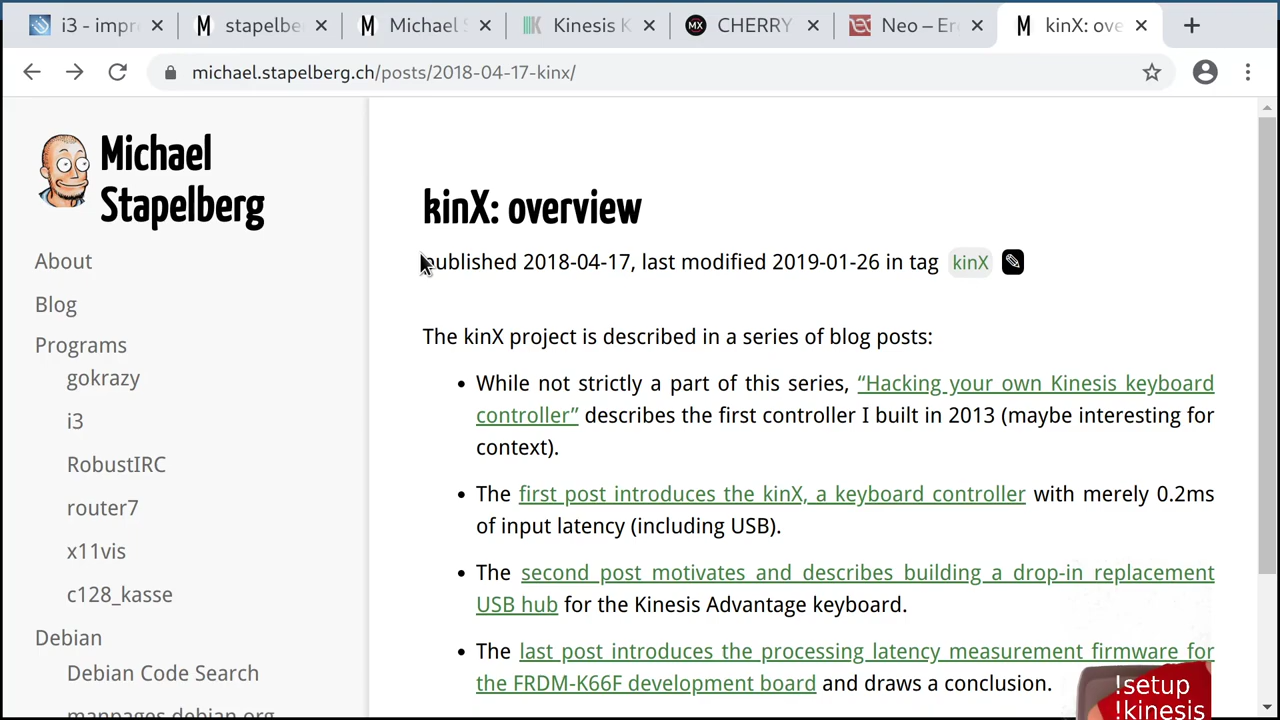 i3 - impr
stapelbe
Michael S
Kinesis K
MX CHERRY
Neo – Erg
kinX: ove
michael.stapelberg.ch/posts/2018-04-17-kinx/
Michael
Stapelberg
About
Blog
Programs
gokrazy
i3
RobustIRC
router7
x11vis
c128_kasse
Debian
Debian Code Search
manpages.debian.org
kinX: overview
published 2018-04-17, last modified 2019-01-26 in tag kinX
The kinX project is described in a series of blog posts:
• While not strictly a part of this series, “Hacking your own Kinesis keyboard
controller” describes the first controller I built in 2013 (maybe interesting for
context).
• The first post introduces the kinX, a keyboard controller with merely 0.2ms
of input latency (including USB).
• The second post motivates and describes building a drop-in replacement
USB hub for the Kinesis Advantage keyboard.
• The last post introduces the processing latency measurement firmware for
the FRDM-K66F development board and draws a conclusion.
!setup
!kinesis